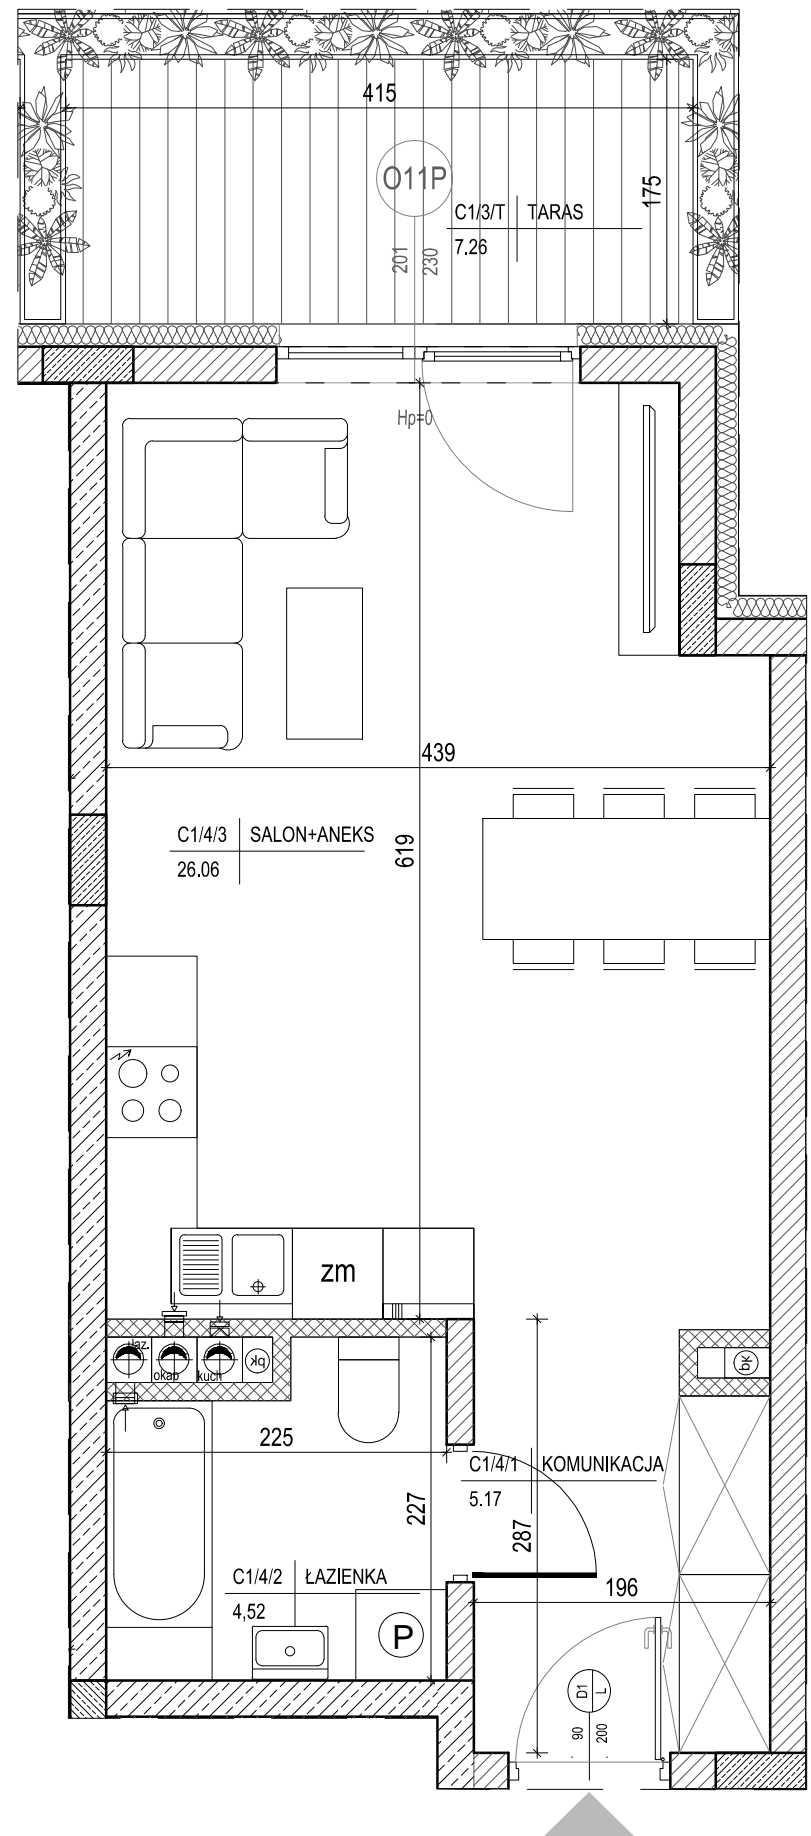 415
O11P
175
C1/3/T TARAS
7.26
201
230
Hp=0
439
C1/4/3 SALON+ANEKS
26.06
619
zm
łaz.
okap
kuch
pk
pk
225
C1/4/1 KOMUNIKACJA
5.17
227
287
C1/4/2 ŁAZIENKA
4,52
196
P
D1
L
90
200